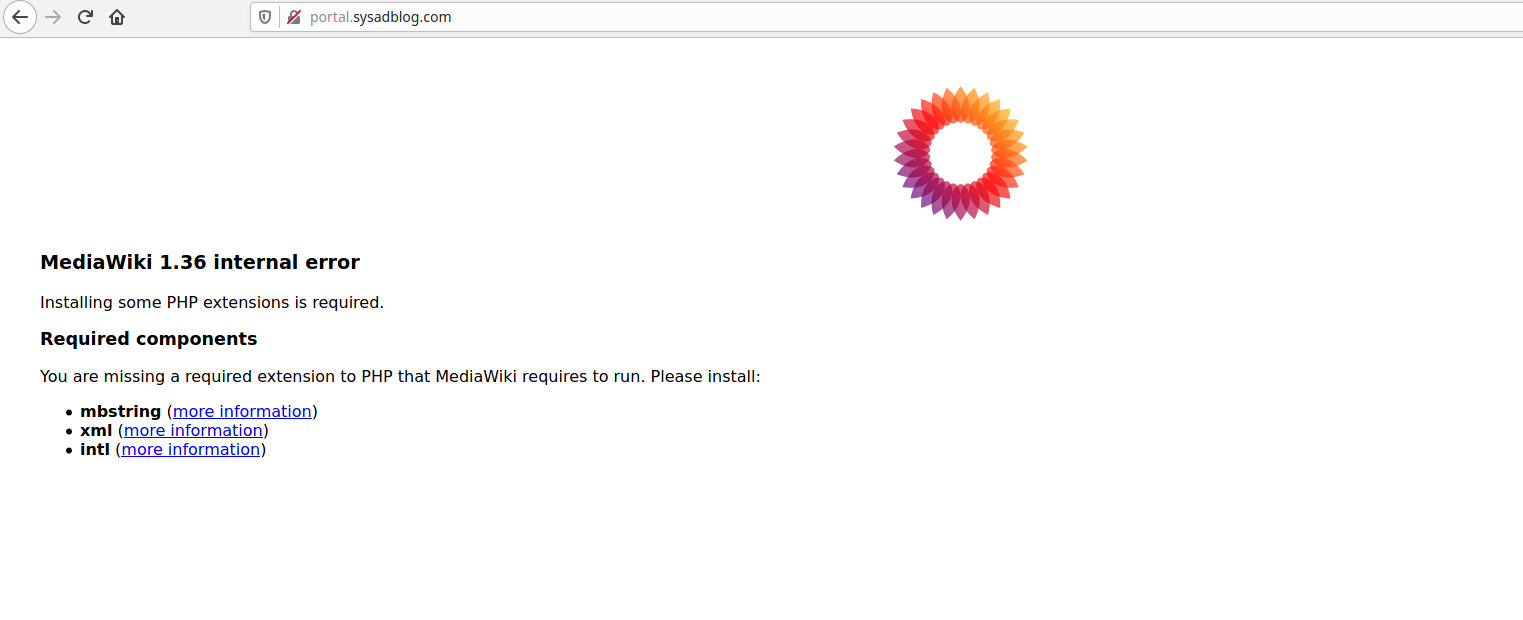 portal.sysadblog.com
MediaWiki 1.36 internal error
Installing some PHP extensions is required.
Required components
You are missing a required extension to PHP that MediaWiki requires to run. Please install:
• mbstring (more information)
• xml (more information)
• intl (more information)